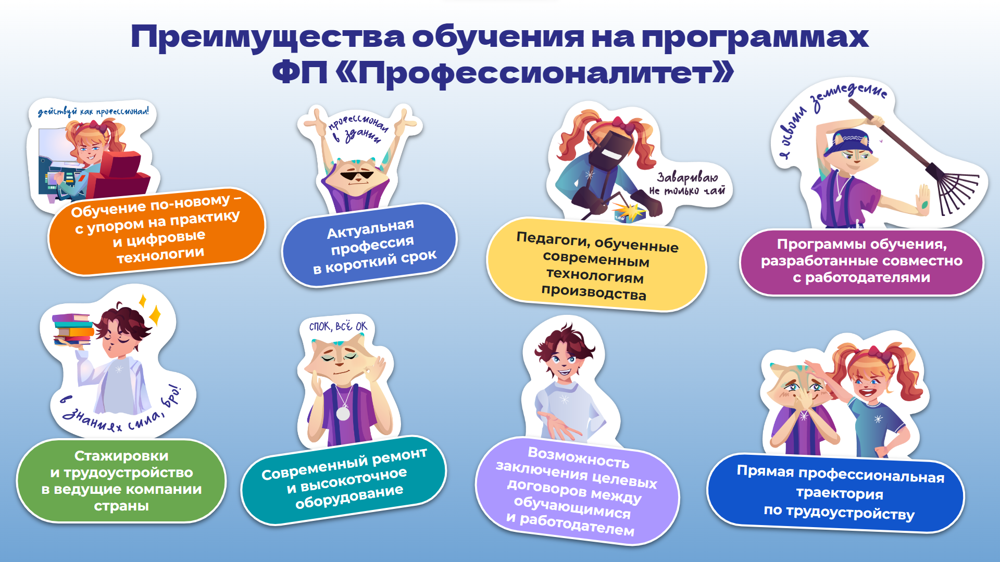 Преимущества обучения на программах
ФП «Профессионалитет»
действуй как профессионал!
Обучение по-новому –
с упором на практику
и цифровые
технологии
профессионал
в здании
Актуальная
профессия
в короткий срок
Завариваю
не только чай
чай
Педагоги, обученные
современным
технологиям
производства
я освоил земледелие
Программы обучения,
разработанные совместно
с работодателями
в знаниях сила, бро!
Стажировки
и трудоустройство
в ведущие компании
страны
СПОК, ВСЁ ОК
Современный ремонт
и высокоточное
оборудование
Возможность
заключения целевых
договоров между
обучающимися
и работодателем
Прямая профессиональная
траектория
по трудоустройству